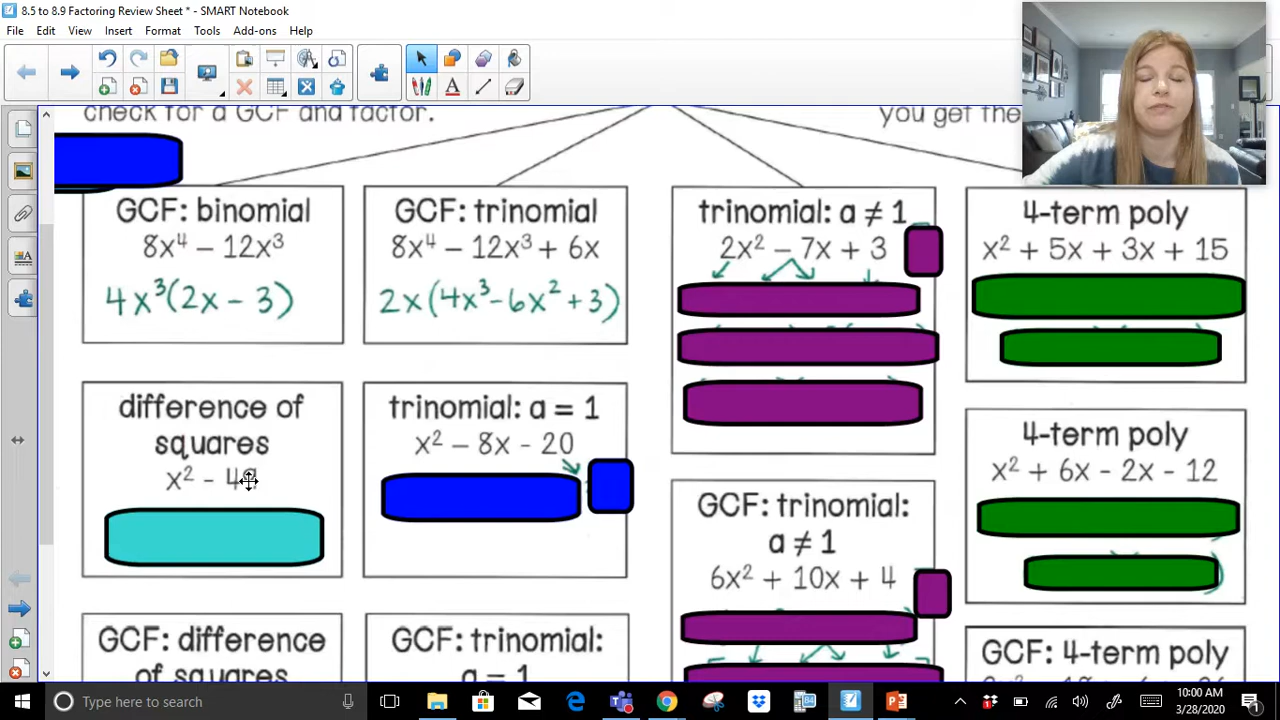 8.5 to 8.9 Factoring Review Sheet * - SMART Notebook
File Edit View Insert Format Tools Add-ons Help
check for a GCF and factor.
you get the
GCF: binomial
8x⁴ – 12x³
4x³(2x – 3)
GCF: trinomial
8x⁴ – 12x³ + 6x
2x(4x³-6x²+3)
trinomial: a ≠ 1
2x² – 7x + 3
4-term poly
x² + 5x + 3x + 15
difference of
squares
x² -
trinomial: a = 1
x² – 8x - 20
4-term poly
x² + 6x - 2x - 12
GCF: trinomial:
a ≠ 1
6x² + 10x + 4
GCF: difference
of squares
GCF: trinomial:
a = 1
GCF: 4-term poly
Type here to search
10:00 AM
3/28/2020